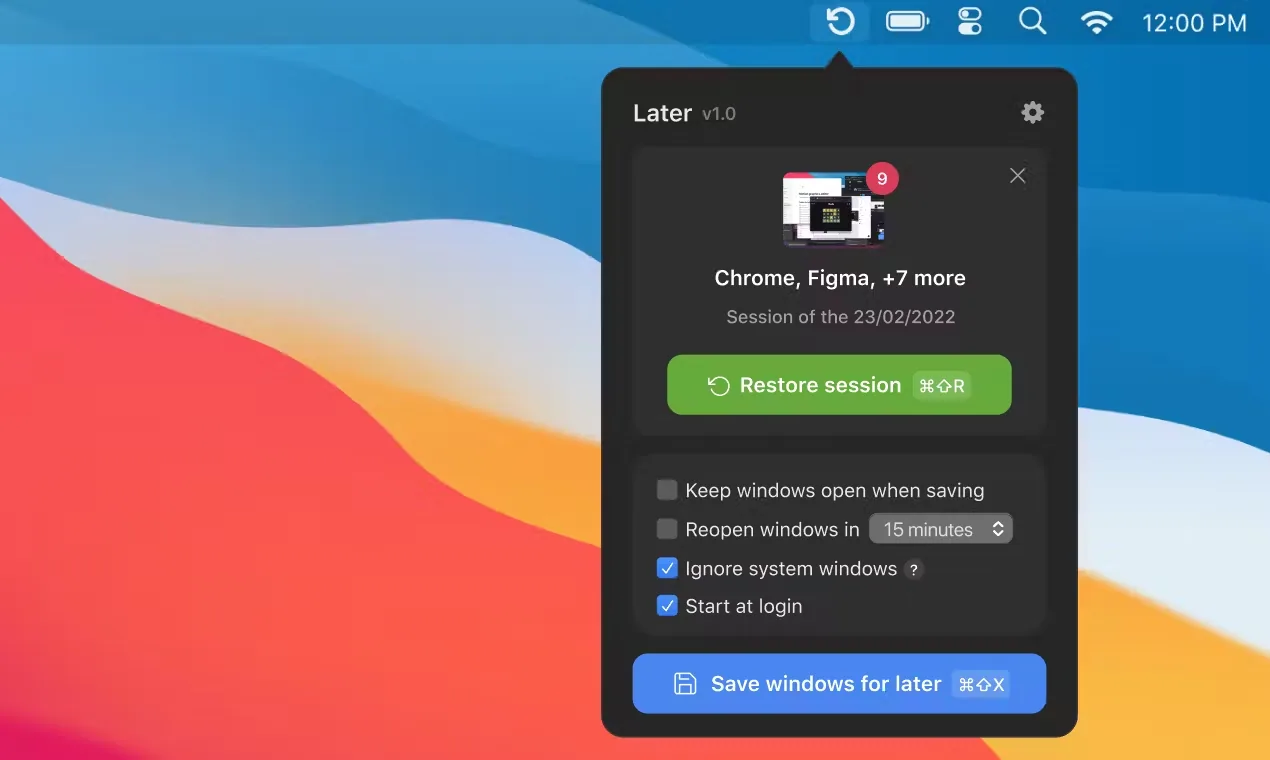 12:00 PM
Later v1.0
9
Chrome, Figma, +7 more
Session of the 23/02/2022
Restore session ⌘⇧R
Keep windows open when saving
Reopen windows in 15 minutes
Ignore system windows ?
Start at login
Save windows for later ⌘⇧X